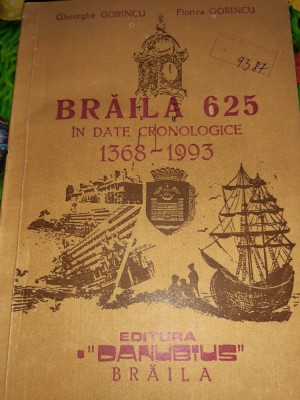 Gheorghe GORINCU Florica GORINCU
9387
BRĂILA 625
ÎN DATE CRONOLOGICE
1368-1993
EDITURA
"DANUBIUS"
BRĂILA